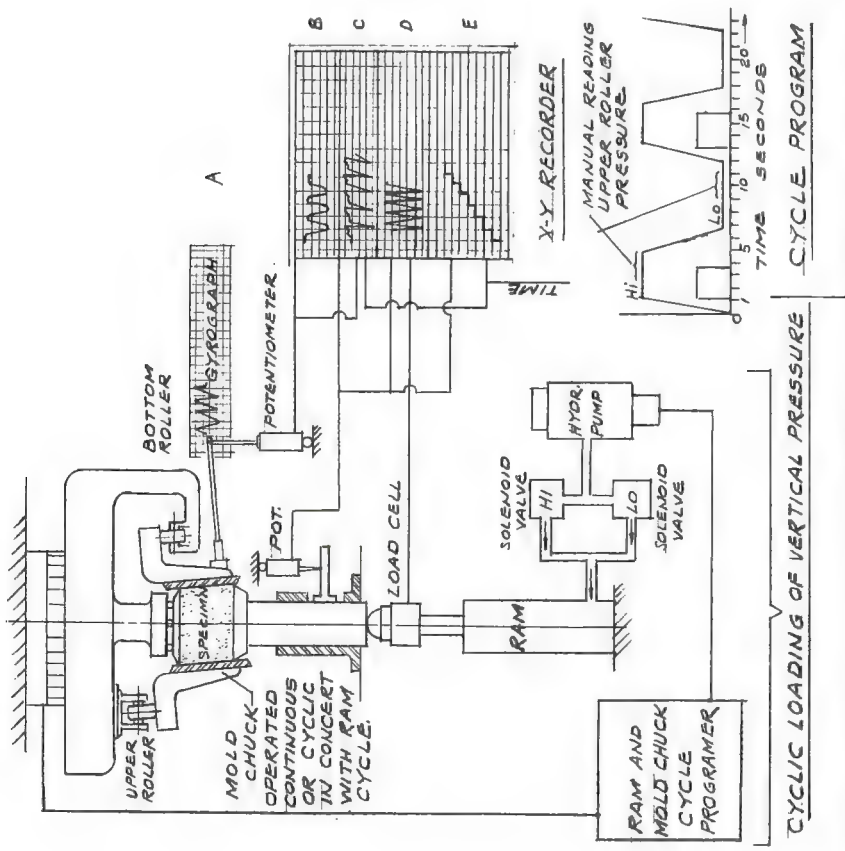 A
GYROGRAPH
BOTTOM
ROLLER
POTENTIOMETER
POT.
LOAD CELL
SPECIMN
UPPER
ROLLER
MOLD
CHUCK
OPERATED
CONTINUOUS
OR CYCLIC
IN CONCERT
WITH RAM
CYCLE.
RAM
SOLENOID
VALVE
HI
LO
SOLENOID
VALVE
HYDR.
PUMP
RAM AND
MOLD CHUCK
CYCLE
PROGRAMER
CYCLIC LOADING OF VERTICAL PRESSURE
B
C
D
E
X-Y RECORDER
TIME
MANUAL READING
UPPER ROLLER
PRESSURE
Hi
LO
0
1
5
10
15
20
TIME SECONDS
CYCLE PROGRAM